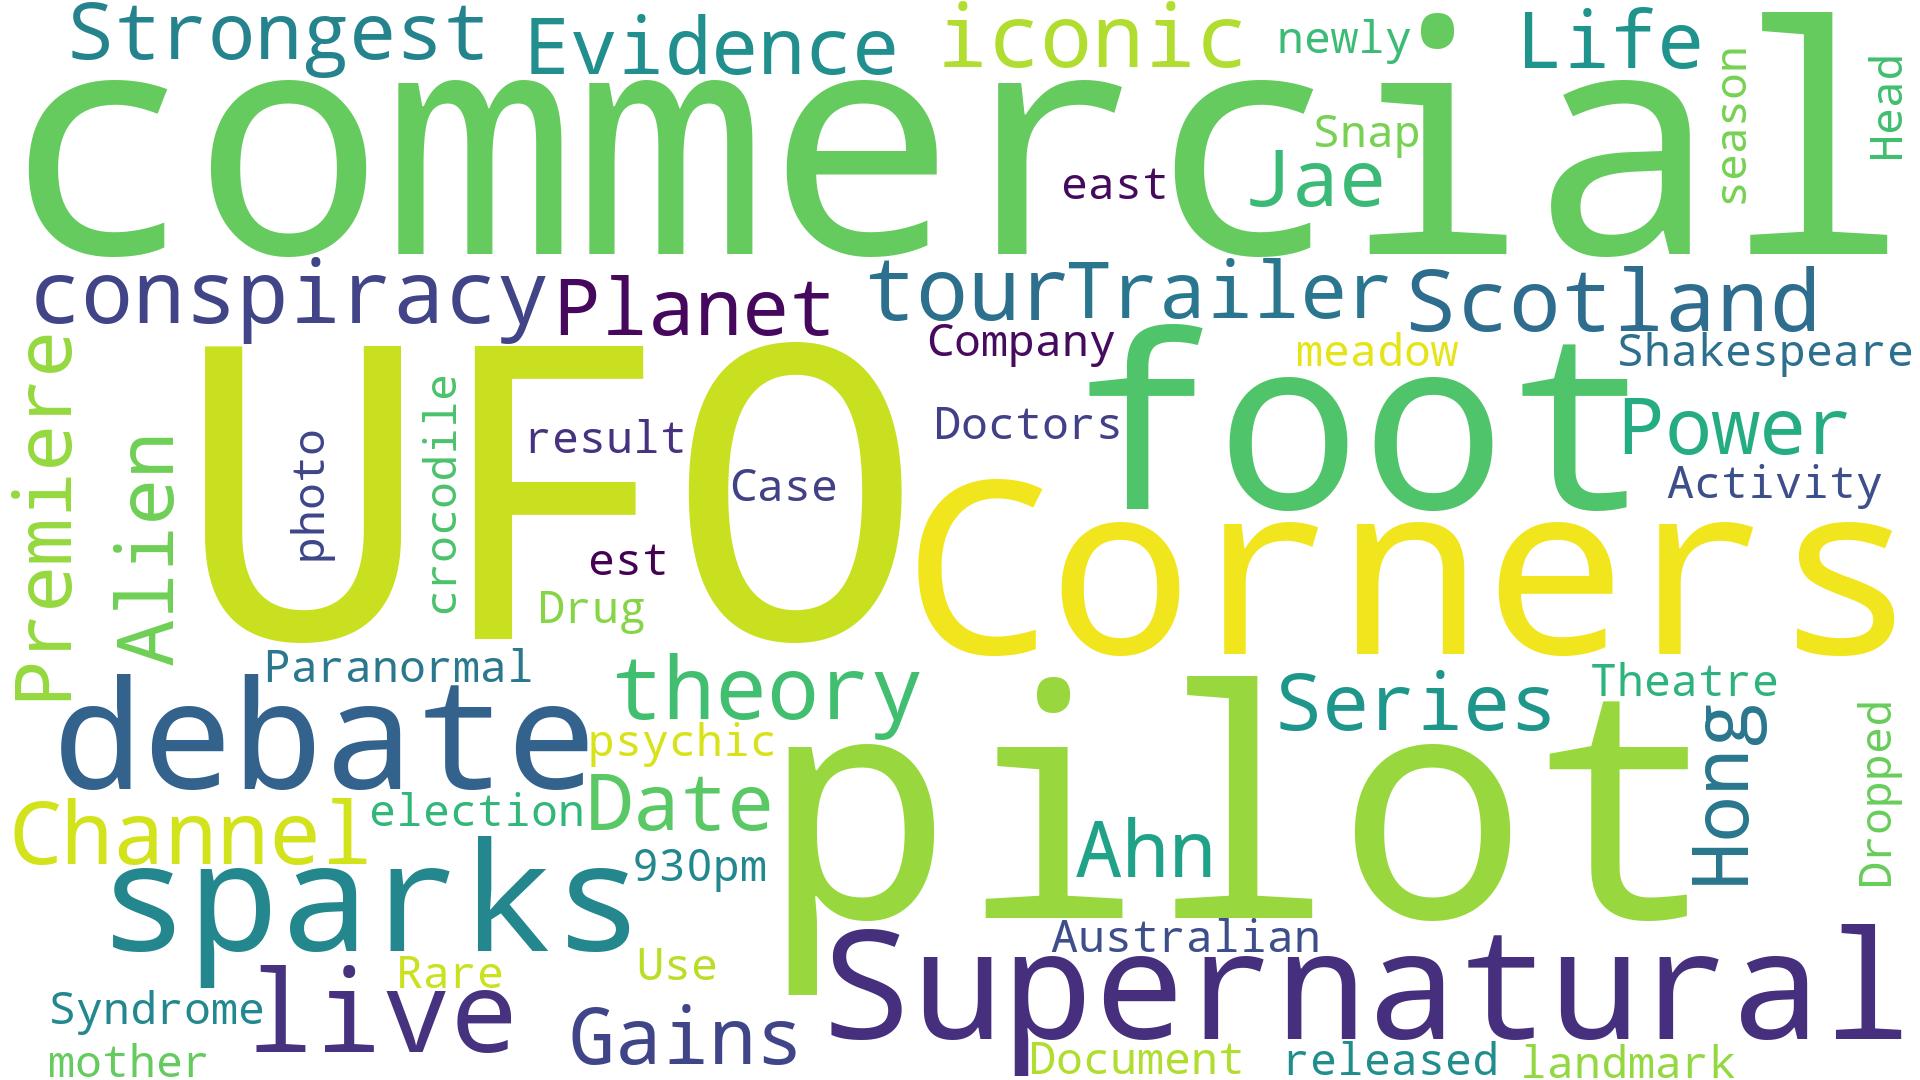 Strongest Evidence iconic newly Life
season
Head
commercial
Snap
east Jae
conspiracy Planet tour Trailer Scotland
Company meadow Shakespeare
Premiere
Alien
UFO
photo
crocodile
result
Case
est
Drug
foot
Doctors
Power
Activity
Corners
Paranormal
debate
theory
psychic
Series
Theatre
Hong
Dropped
pilot
Channel
election
Date
Ahn
sparks
930pm
Australian
Supernatural
Rare
Use
Syndrome
live
Gains
mother
Document released landmark